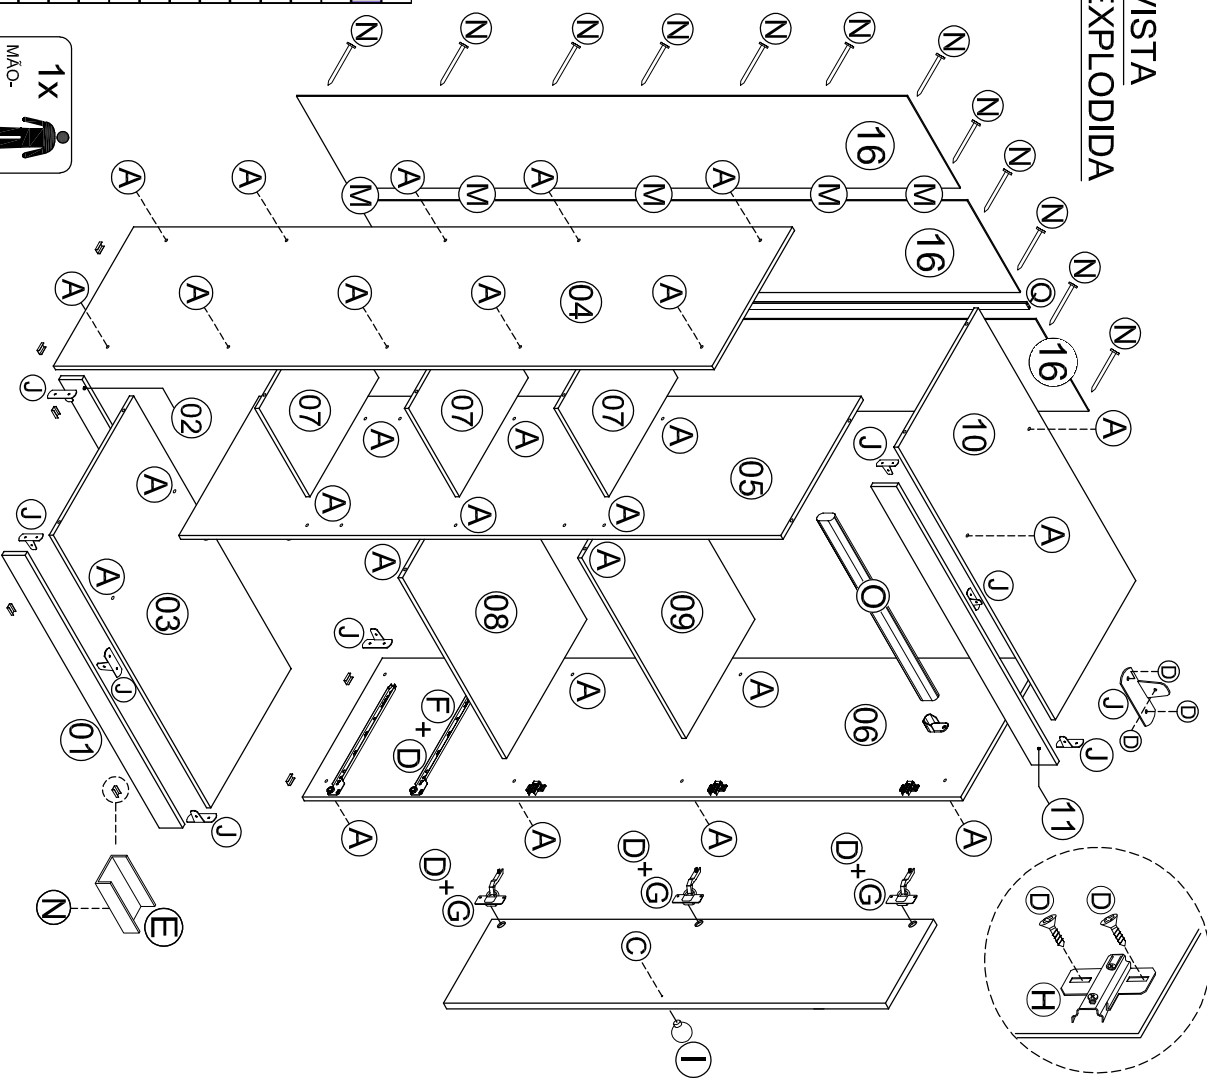 VISTA
EXPLODIDA
D
D
D
N
A
J
D
J
N
11
16
N
A
H
Q
D
N
J
N
10
A
N
16
M
O
J
D+G
16
06
N
M
N
A
05
A
A
I
09
A
N
A
M
D+G
C
A
07
A
N
A
04
A
A
A
08
A
A
M
N
07
D+G
F+D
A
A
A
N
M
A
A
J
A
07
A
J
A
02
03
E
A
A
J
A
01
A
N
1x
J
J
MÃO-